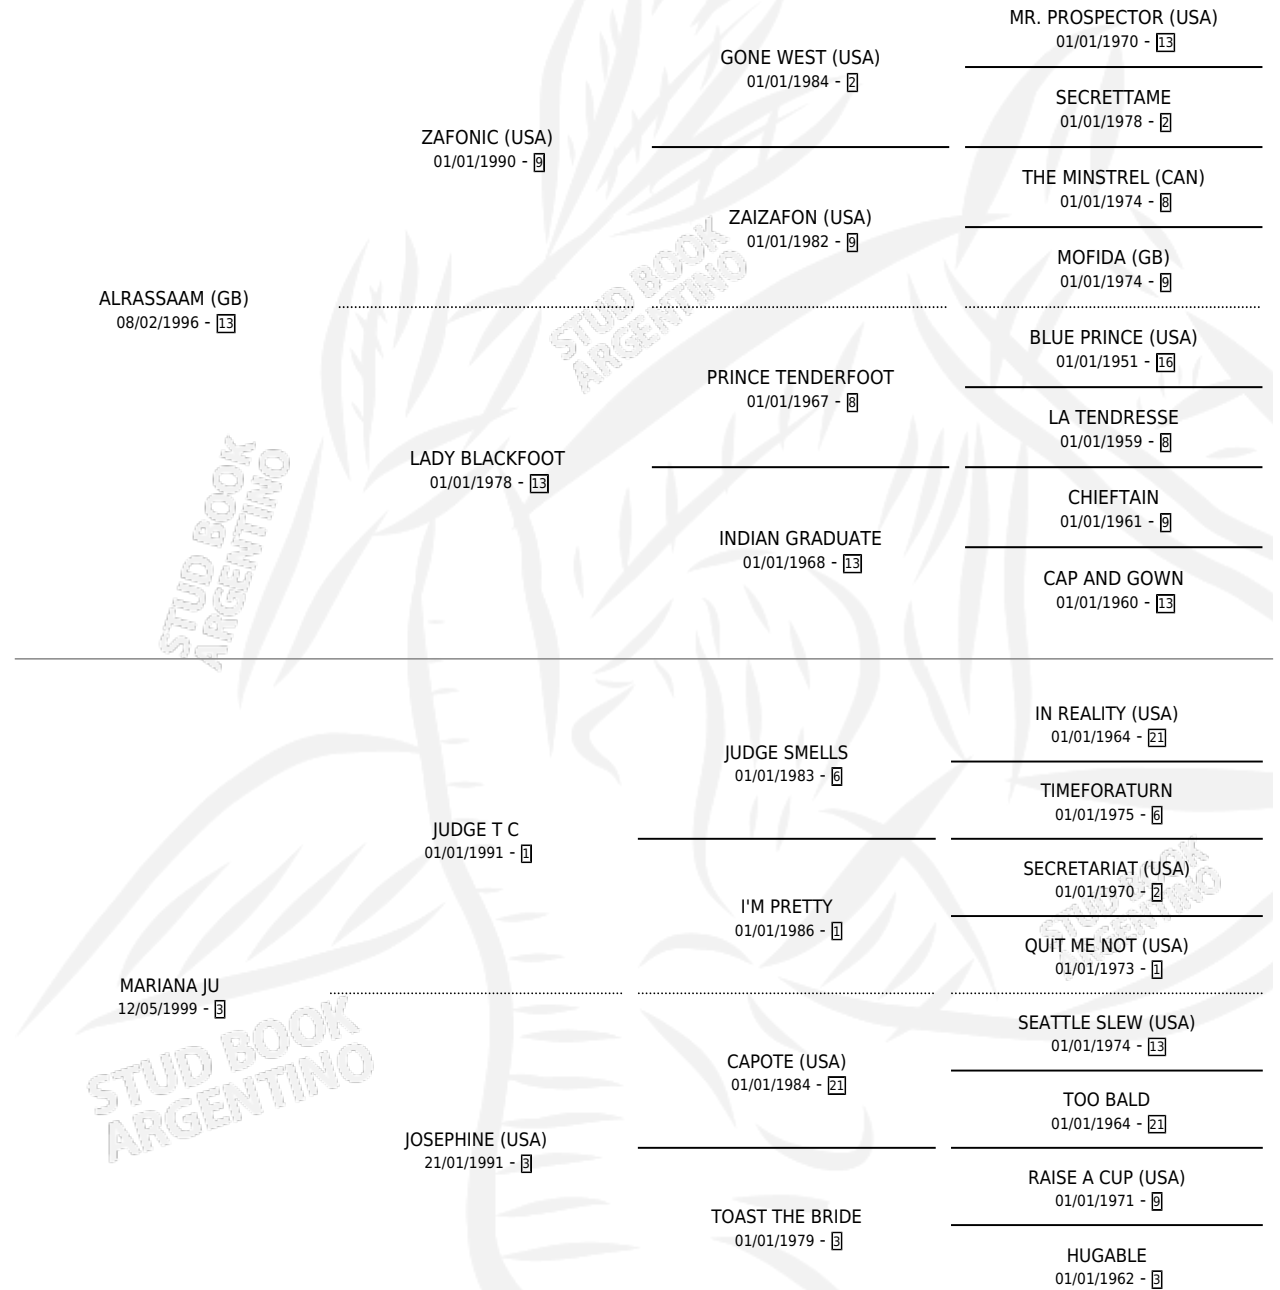 MR. PROSPECTOR (USA)
01/01/1970 - 13
GONE WEST (USA)
01/01/1984 - 2
SECRETTAME
01/01/1978 - 2
ZAFONIC (USA)
01/01/1990 - 9
THE MINSTREL (CAN)
01/01/1974 - 8
ZAIZAFON (USA)
01/01/1982 - 9
MOFIDA (GB)
01/01/1974 - 9
ALRASSAAM (GB)
08/02/1996 - 13
STUD BOOK
ARGENTINO
BLUE PRINCE (USA)
01/01/1951 - 16
PRINCE TENDERFOOT
01/01/1967 - 8
LA TENDRESSE
01/01/1959 - 8
LADY BLACKFOOT
01/01/1978 - 13
CHIEFTAIN
01/01/1961 - 9
INDIAN GRADUATE
01/01/1968 - 13
CAP AND GOWN
01/01/1960 - 13
STUD BOOK
ARGENTINO
IN REALITY (USA)
01/01/1964 - 21
JUDGE SMELLS
01/01/1983 - 6
TIMEFORATURN
01/01/1975 - 6
JUDGE T C
01/01/1991 - 1
SECRETARIAT (USA)
01/01/1970 - 2
I'M PRETTY
01/01/1986 - 1
QUIT ME NOT (USA)
01/01/1973 - 1
STUD BOOK
ARGENTINO
MARIANA JU
12/05/1999 - 3
SEATTLE SLEW (USA)
01/01/1974 - 13
CAPOTE (USA)
01/01/1984 - 21
TOO BALD
01/01/1964 - 21
STUD BOOK
ARGENTINO
JOSEPHINE (USA)
21/01/1991 - 3
RAISE A CUP (USA)
01/01/1971 - 9
TOAST THE BRIDE
01/01/1979 - 3
HUGABLE
01/01/1962 - 3